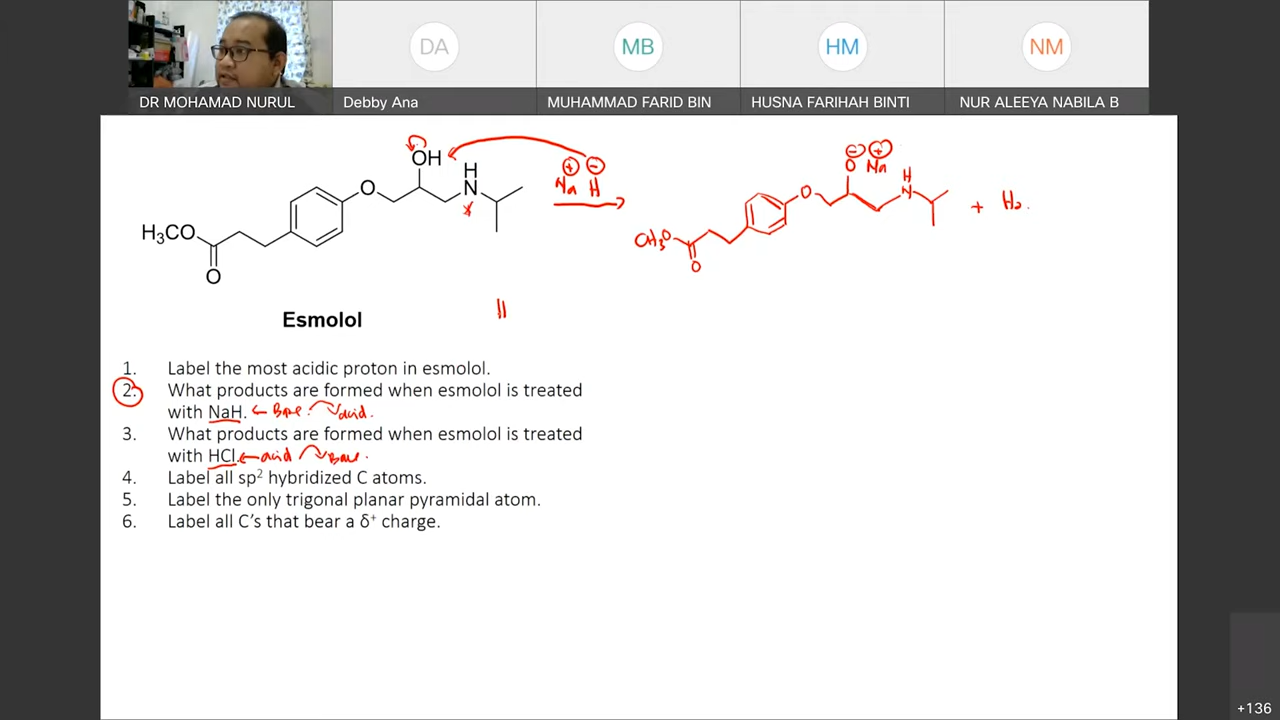 DA
MB
HM
NM
DR MOHAMAD NURUL
Debby Ana
MUHAMMAD FARID BIN
HUSNA FARIHAH BINTI
NUR ALEEYA NABILA B
OH
H
N
O
H3CO
O
Na H
⊕ ⊖
⊖ ⊕
O Na
H
N
O
CH3O
O
+ H2.
Esmolol
1. Label the most acidic proton in esmolol.
2. What products are formed when esmolol is treated
with NaH. ← Base. acid.
3. What products are formed when esmolol is treated
with HCl. ← acid Base.
4. Label all sp² hybridized C atoms.
5. Label the only trigonal planar pyramidal atom.
6. Label all C's that bear a δ⁺ charge.
+136